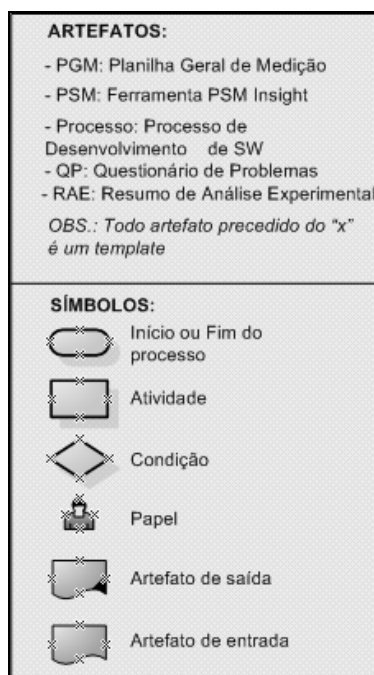 ARTEFATOS:
- PGM: Planilha Geral de Medição
- PSM: Ferramenta PSM Insight
- Processo: Processo de
Desenvolvimento de SW
- QP: Questionário de Problemas
- RAE: Resumo de Análise Experimental
OBS.: Todo artefato precedido do “x”
é um template
SÍMBOLOS:
Início ou Fim do
processo
Atividade
Condição
Papel
Artefato de saída
Artefato de entrada